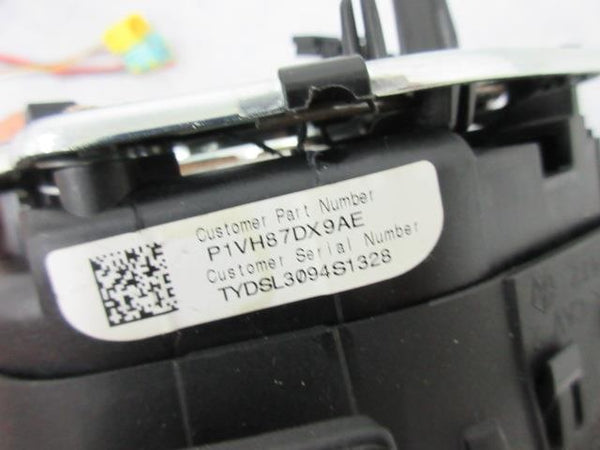 Customer Part Number
P1VH87DX9AE
Customer Serial Number
TYDSL3094S1328